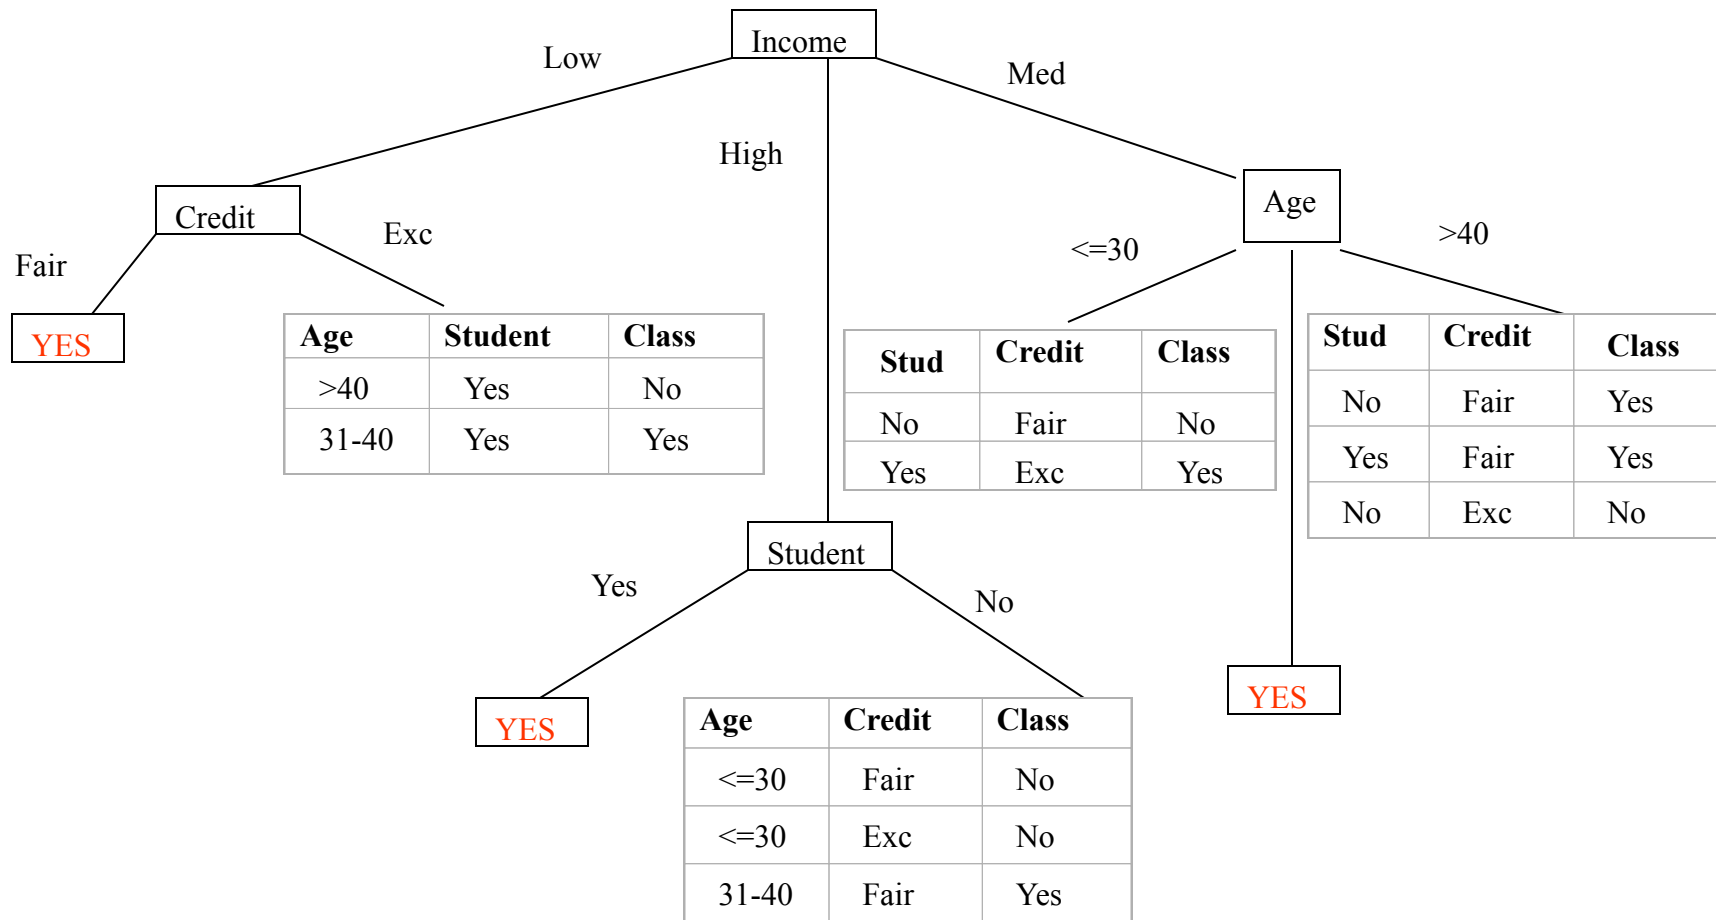 Income
Low
Med
High
Credit
Age
Fair
Exc
<=30
>40
YES
Age Student Class
>40 Yes No
31-40 Yes Yes
Stud Credit Class
No Fair No
Yes Exc Yes
Stud Credit Class
No Fair Yes
Yes Fair Yes
No Exc No
Student
Yes
No
YES
YES
Age Credit Class
<=30 Fair No
<=30 Exc No
31-40 Fair Yes